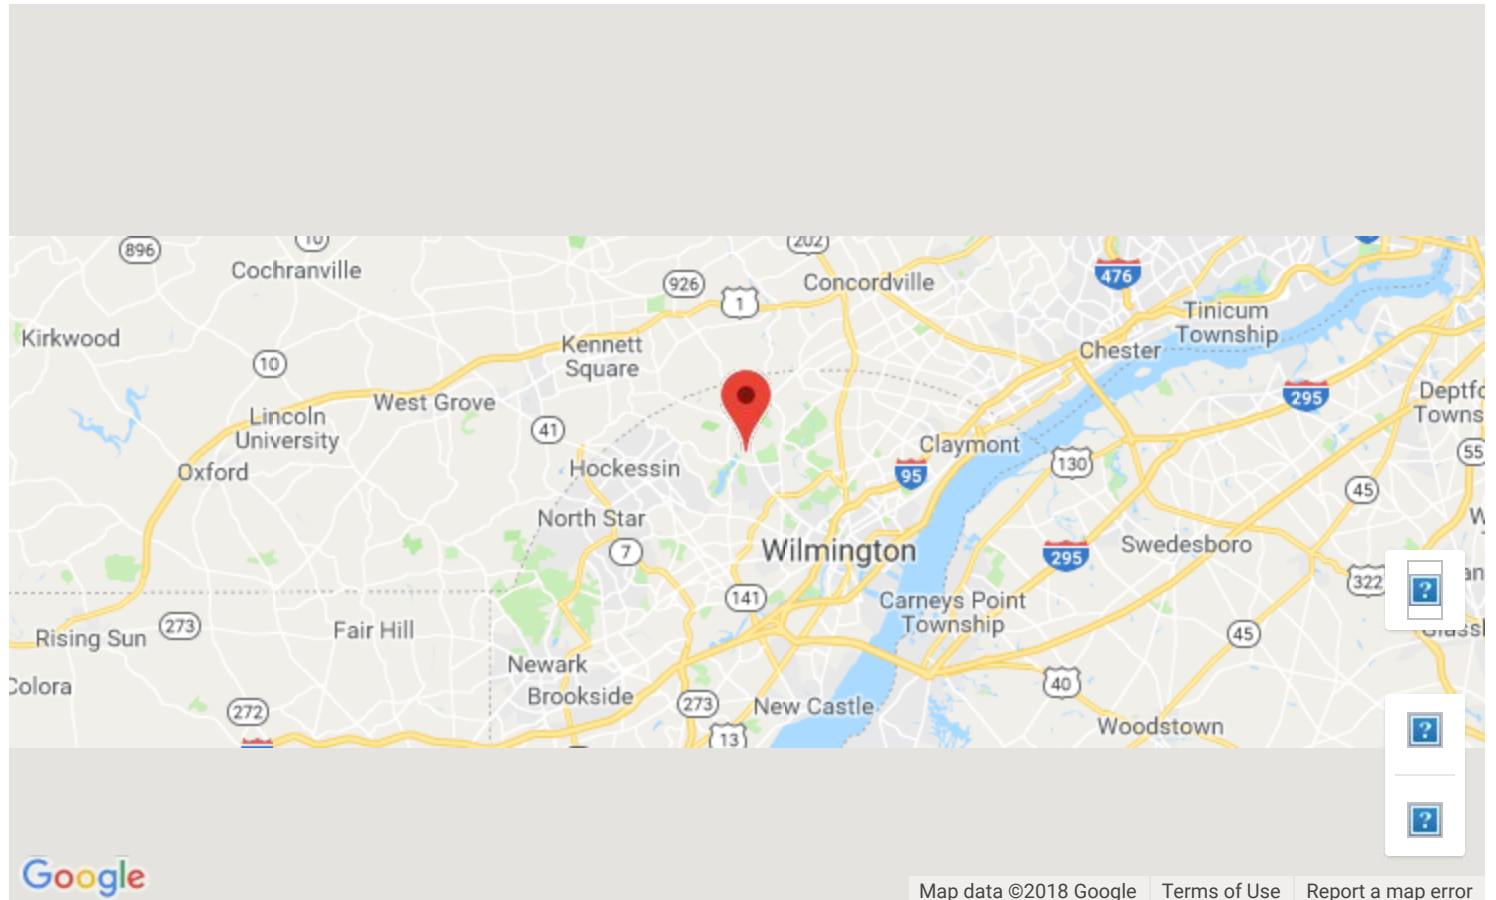 896
10
202
Cochranville
926
Concordville
476
1
Tinicum
Township
Kirkwood
Kennett
Square
Chester
10
295
West Grove
Lincoln
University
41
Claymont
55
Oxford
Hockessin
95
130
45
North Star
7
Wilmington
295
Swedesboro
322
141
Carneys Point
Township
273
Fair Hill
45
Rising Sun
Newark
40
Colora
Brookside
272
273
New Castle
Woodstown
13
?
?
?
Google
Map data ©2018 Google
Terms of Use
Report a map error